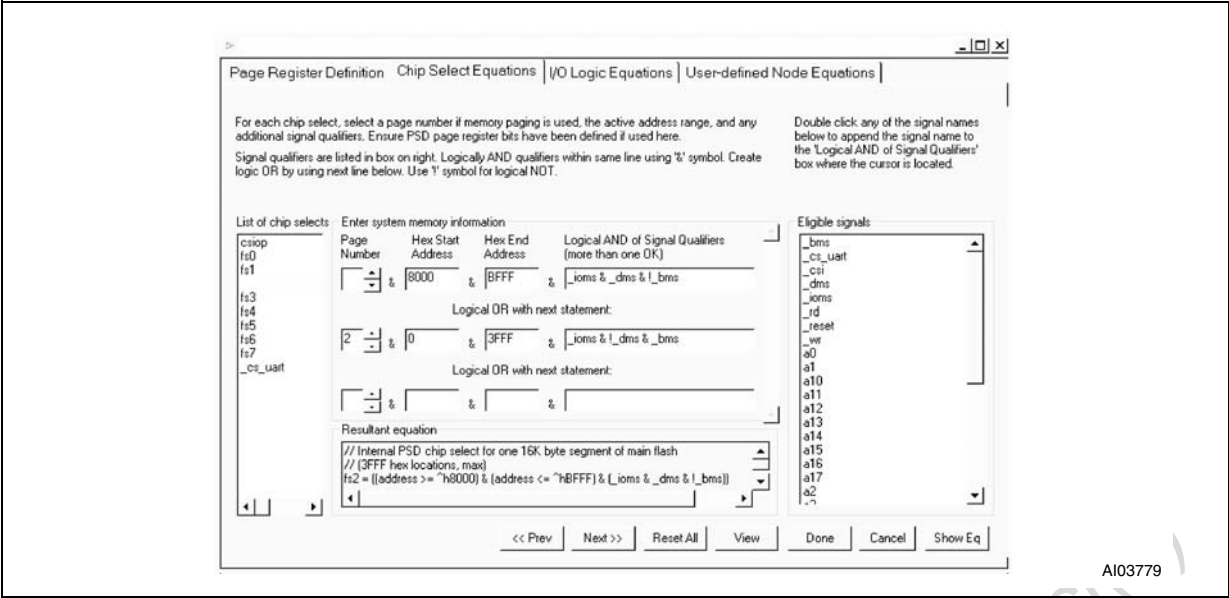 Page Register Definition Chip Select Equations I/O Logic Equations User-defined Node Equations
For each chip select, select a page number if memory paging is used, the active address range, and any
additional signal qualifiers. Ensure PSD page register bits have been defined if used here.
Signal qualifiers are listed in box on right. Logically AND qualifiers within same line using '&' symbol. Create
logic OR by using next line below. Use '!' symbol for logical NOT.
Double click any of the signal names
below to append the signal name to
the 'Logical AND of Signal Qualifiers'
box where the cursor is located.
List of chip selects
csiop
fs0
fs1
fs3
fs4
fs5
fs6
fs7
_cs_uart
Enter system memory information
Page Number
Hex Start Address
Hex End Address
Logical AND of Signal Qualifiers
(more than one OK)
& 8000 & BFFF & _ioms & _dms & !_bms
Logical OR with next statement:
2 & 0 & 3FFF & _ioms & !_dms & _bms
Logical OR with next statement:
& & &
Resultant equation
// Internal PSD chip select for one 16K byte segment of main flash
// (3FFF hex locations, max)
fs2 = ((address >= ^h8000) & (address <= ^hBFFF) & (_ioms & _dms & !_bms))
Eligible signals
_bms
_cs_uart
_csi
_dms
_ioms
_rd
_reset
_wr
a0
a1
a10
a11
a12
a13
a14
a15
a16
a17
a2
<< Prev Next >> Reset All View Done Cancel Show Eq
AI03779